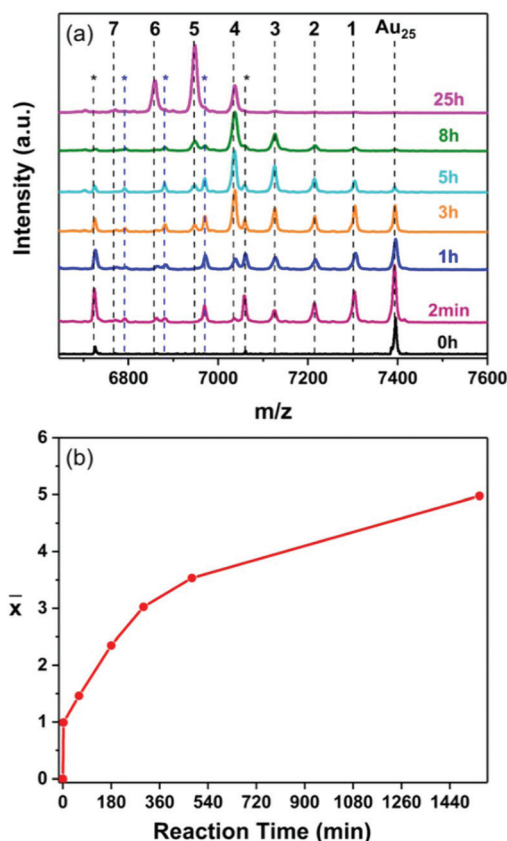 (a)
7 6 5 4 3 2 1 Au₂₅
* * * * *
25h
8h
5h
3h
1h
2min
0h
Intensity (a.u.)
6800 7000 7200 7400 7600
m/z
(b)
6
5
4
3
2
1
0
x̄
0 180 360 540 720 900 1080 1260 1440
Reaction Time (min)